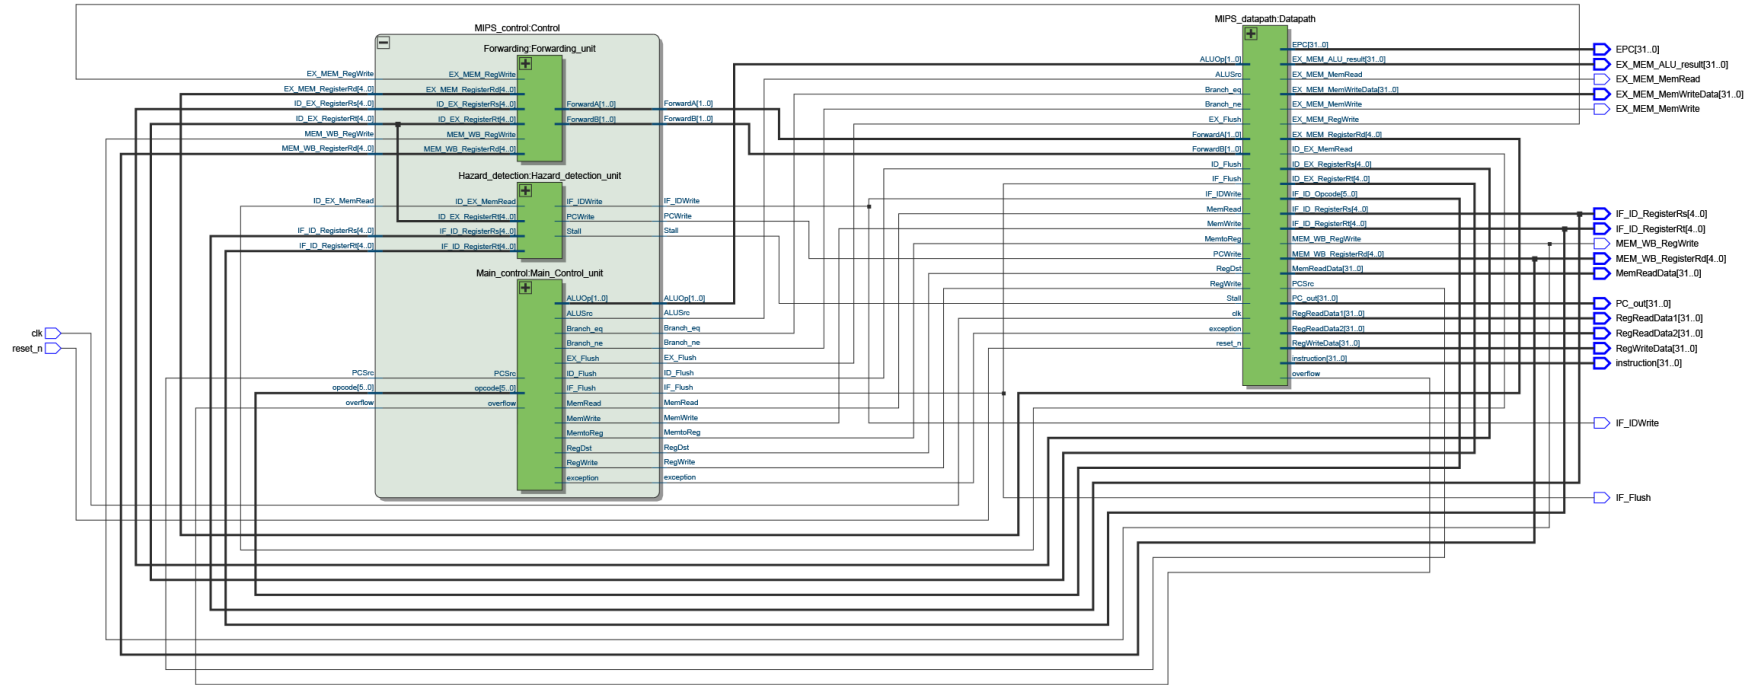 MIPS_control:Control
Forwarding:Forwarding_unit
EX_MEM_RegWrite
EX_MEM_RegWrite
EX_MEM_RegisterRd[4..0]
EX_MEM_RegisterRd[4..0]
ID_EX_RegisterRs[4..0]
ID_EX_RegisterRs[4..0]
ForwardA[1..0]
ForwardA[1..0]
ID_EX_RegisterRt[4..0]
ID_EX_RegisterRt[4..0]
ForwardB[1..0]
ForwardB[1..0]
MEM_WB_RegWrite
MEM_WB_RegWrite
MEM_WB_RegisterRd[4..0]
MEM_WB_RegisterRd[4..0]
Hazard_detection:Hazard_detection_unit
ID_EX_MemRead
ID_EX_MemRead
IF_IDWrite
IF_IDWrite
ID_EX_RegisterRt[4..0]
PCWrite
PCWrite
IF_ID_RegisterRs[4..0]
IF_ID_RegisterRs[4..0]
Stall
Stall
IF_ID_RegisterRt[4..0]
IF_ID_RegisterRt[4..0]
Main_control:Main_Control_unit
ALUOp[1..0]
ALUOp[1..0]
ALUSrc
ALUSrc
Branch_eq
Branch_eq
Branch_ne
Branch_ne
EX_Flush
EX_Flush
PCSrc
PCSrc
ID_Flush
ID_Flush
opcode[5..0]
opcode[5..0]
IF_Flush
IF_Flush
overflow
overflow
MemRead
MemRead
MemWrite
MemWrite
MemtoReg
MemtoReg
RegDst
RegDst
RegWrite
RegWrite
exception
exception
clk
reset_n
MIPS_datapath:Datapath
ALUOp[1..0]
ALUSrc
Branch_eq
Branch_ne
EX_Flush
ForwardA[1..0]
ForwardB[1..0]
ID_Flush
IF_Flush
IF_IDWrite
MemRead
MemWrite
MemtoReg
PCWrite
RegDst
RegWrite
Stall
clk
exception
reset_n
EPC[31..0]
EX_MEM_ALU_result[31..0]
EX_MEM_MemRead
EX_MEM_MemWriteData[31..0]
EX_MEM_MemWrite
EX_MEM_RegWrite
EX_MEM_RegisterRd[4..0]
ID_EX_MemRead
ID_EX_RegisterRs[4..0]
ID_EX_RegisterRt[4..0]
IF_ID_Opcode[5..0]
IF_ID_RegisterRs[4..0]
IF_ID_RegisterRt[4..0]
MEM_WB_RegWrite
MEM_WB_RegisterRd[4..0]
MemReadData[31..0]
PCSrc
PC_out[31..0]
RegReadData1[31..0]
RegReadData2[31..0]
RegWriteData[31..0]
instruction[31..0]
overflow
EPC[31..0]
EX_MEM_ALU_result[31..0]
EX_MEM_MemRead
EX_MEM_MemWriteData[31..0]
EX_MEM_MemWrite
IF_ID_RegisterRs[4..0]
IF_ID_RegisterRt[4..0]
MEM_WB_RegWrite
MEM_WB_RegisterRd[4..0]
MemReadData[31..0]
PC_out[31..0]
RegReadData1[31..0]
RegReadData2[31..0]
RegWriteData[31..0]
instruction[31..0]
IF_IDWrite
IF_Flush